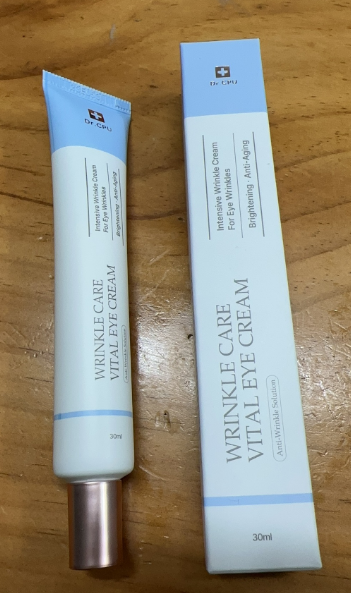 Dr.CPU
Intensive Wrinkle Cream
For Eye Wrinkles
Brightening · Anti-Aging
WRINKLE CARE
VITAL EYE CREAM
30ml
Dr.CPU
Intensive Wrinkle Cream
For Eye Wrinkles
Brightening · Anti-Aging
WRINKLE CARE
VITAL EYE CREAM
Anti-Wrinkle Solution
30ml